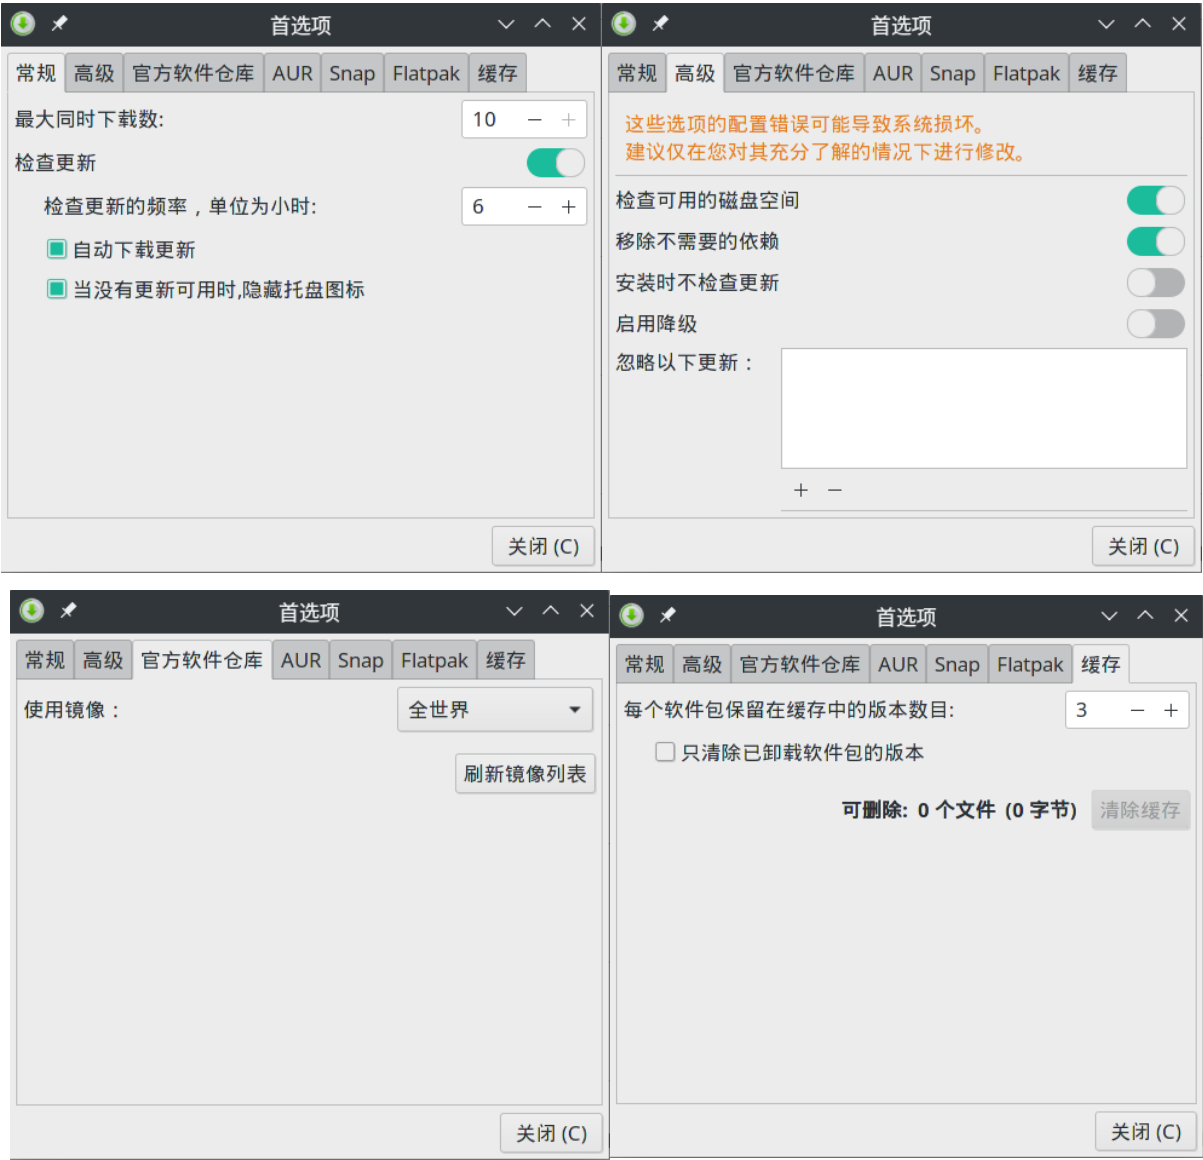 首选项
常规 高级 官方软件仓库 AUR Snap Flatpak 缓存
最大同时下载数: 10 − +
检查更新
检查更新的频率，单位为小时: 6 − +
自动下载更新
当没有更新可用时,隐藏托盘图标
关闭 (C)
首选项
常规 高级 官方软件仓库 AUR Snap Flatpak 缓存
这些选项的配置错误可能导致系统损坏。
建议仅在您对其充分了解的情况下进行修改。
检查可用的磁盘空间
移除不需要的依赖
安装时不检查更新
启用降级
忽略以下更新：
+ −
关闭 (C)
首选项
常规 高级 官方软件仓库 AUR Snap Flatpak 缓存
使用镜像： 全世界
刷新镜像列表
关闭 (C)
首选项
常规 高级 官方软件仓库 AUR Snap Flatpak 缓存
每个软件包保留在缓存中的版本数目: 3 − +
只清除已卸载软件包的版本
可删除: 0 个文件 (0 字节) 清除缓存
关闭 (C)